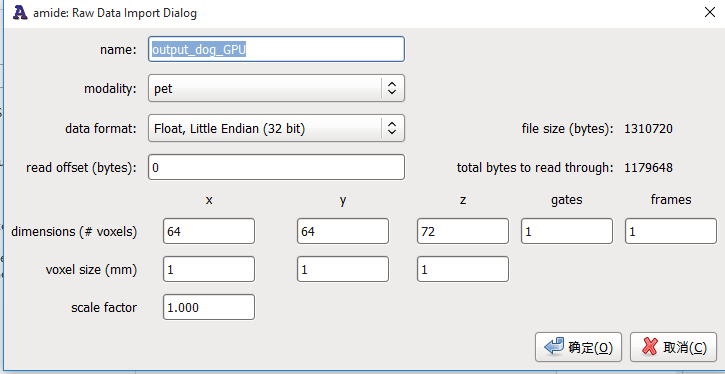 amide: Raw Data Import Dialog
name: output_dog_GPU
modality: pet
data format: Float, Little Endian (32 bit) file size (bytes): 1310720
read offset (bytes): 0 total bytes to read through: 1179648
x y z gates frames
dimensions (# voxels) 64 64 72 1 1
voxel size (mm) 1 1 1
scale factor 1.000
确定(O) 取消(C)